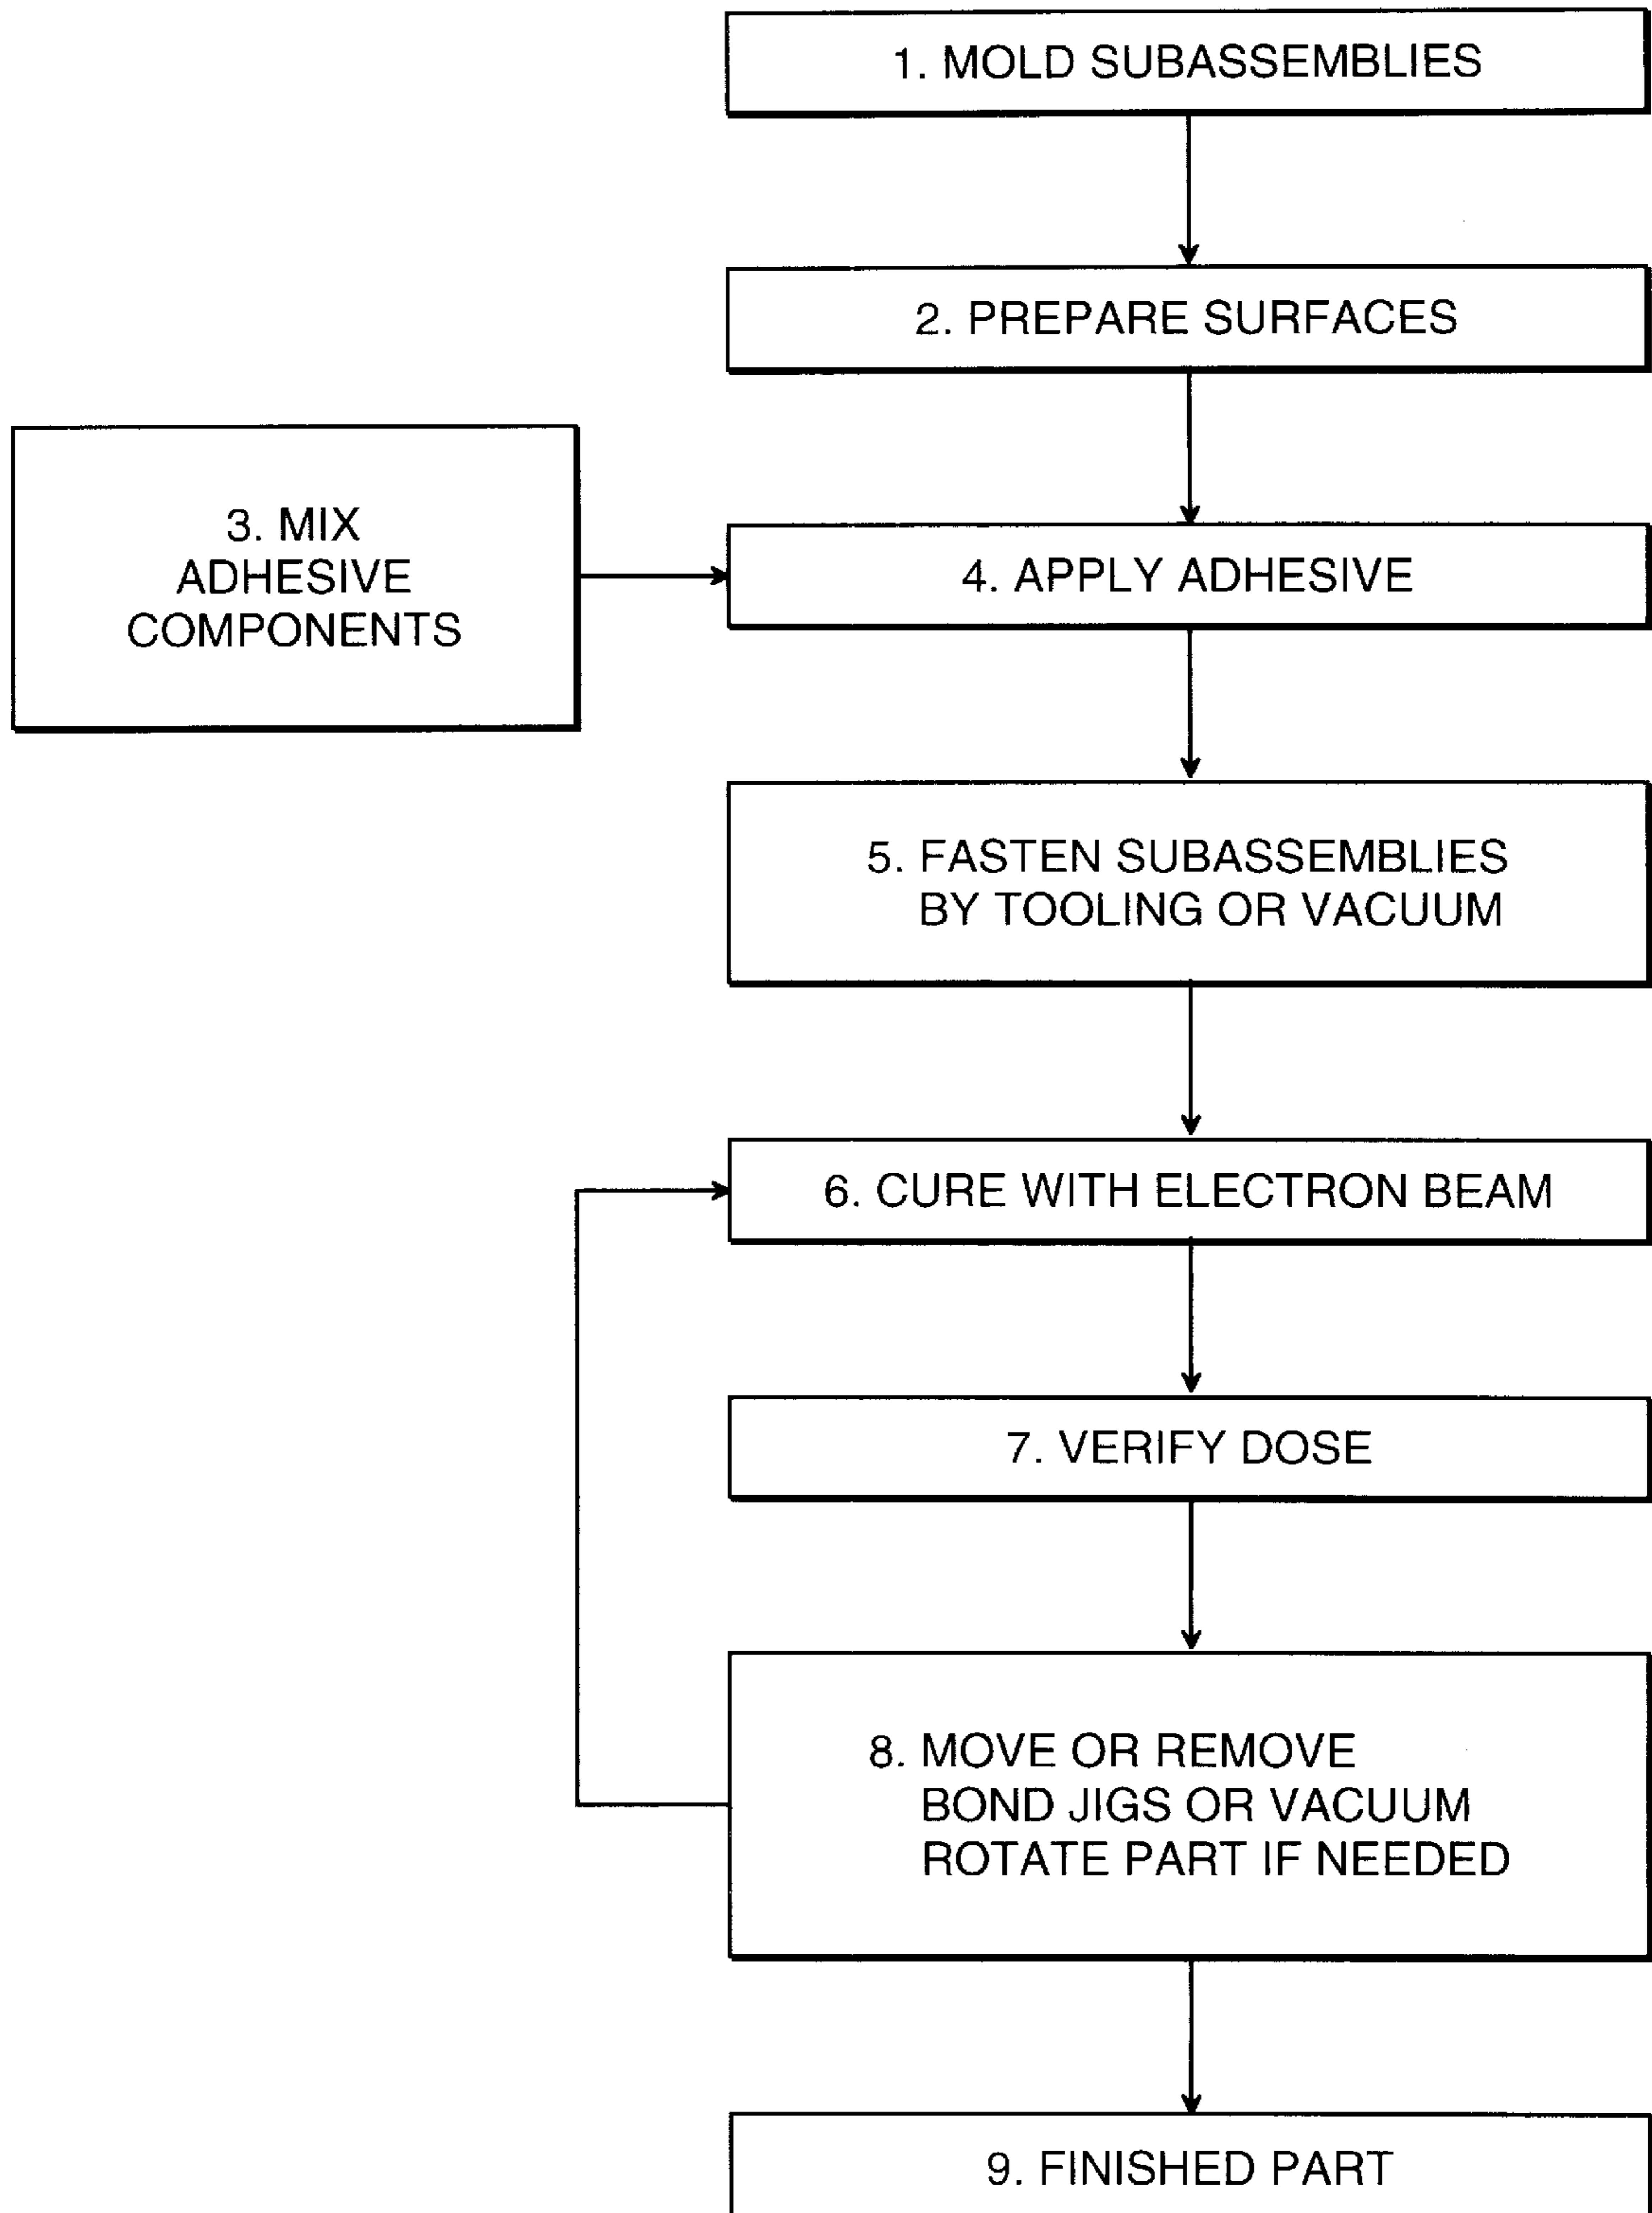 1. MOLD SUBASSEMBLIES
2. PREPARE SURFACES
3. MIX
ADHESIVE
COMPONENTS
4. APPLY ADHESIVE
5. FASTEN SUBASSEMBLIES
BY TOOLING OR VACUUM
6. CURE WITH ELECTRON BEAM
7. VERIFY DOSE
8. MOVE OR REMOVE
BOND JIGS OR VACUUM
ROTATE PART IF NEEDED
9. FINISHED PART